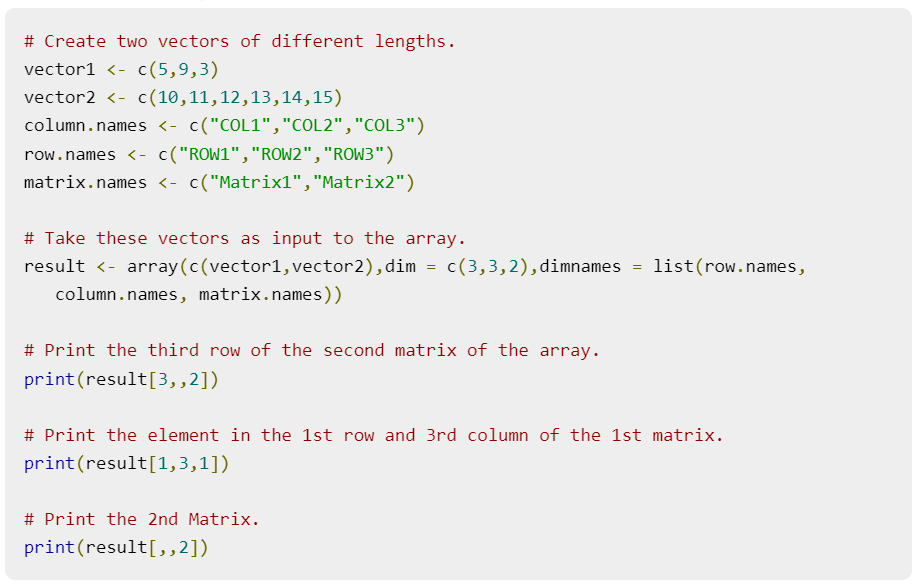 # Create two vectors of different lengths.
vector1 <- c(5,9,3)
vector2 <- c(10,11,12,13,14,15)
column.names <- c("COL1","COL2","COL3")
row.names <- c("ROW1","ROW2","ROW3")
matrix.names <- c("Matrix1","Matrix2")

# Take these vectors as input to the array.
result <- array(c(vector1,vector2),dim = c(3,3,2),dimnames = list(row.names,
   column.names, matrix.names))

# Print the third row of the second matrix of the array.
print(result[3,,2])

# Print the element in the 1st row and 3rd column of the 1st matrix.
print(result[1,3,1])

# Print the 2nd Matrix.
print(result[,,2])